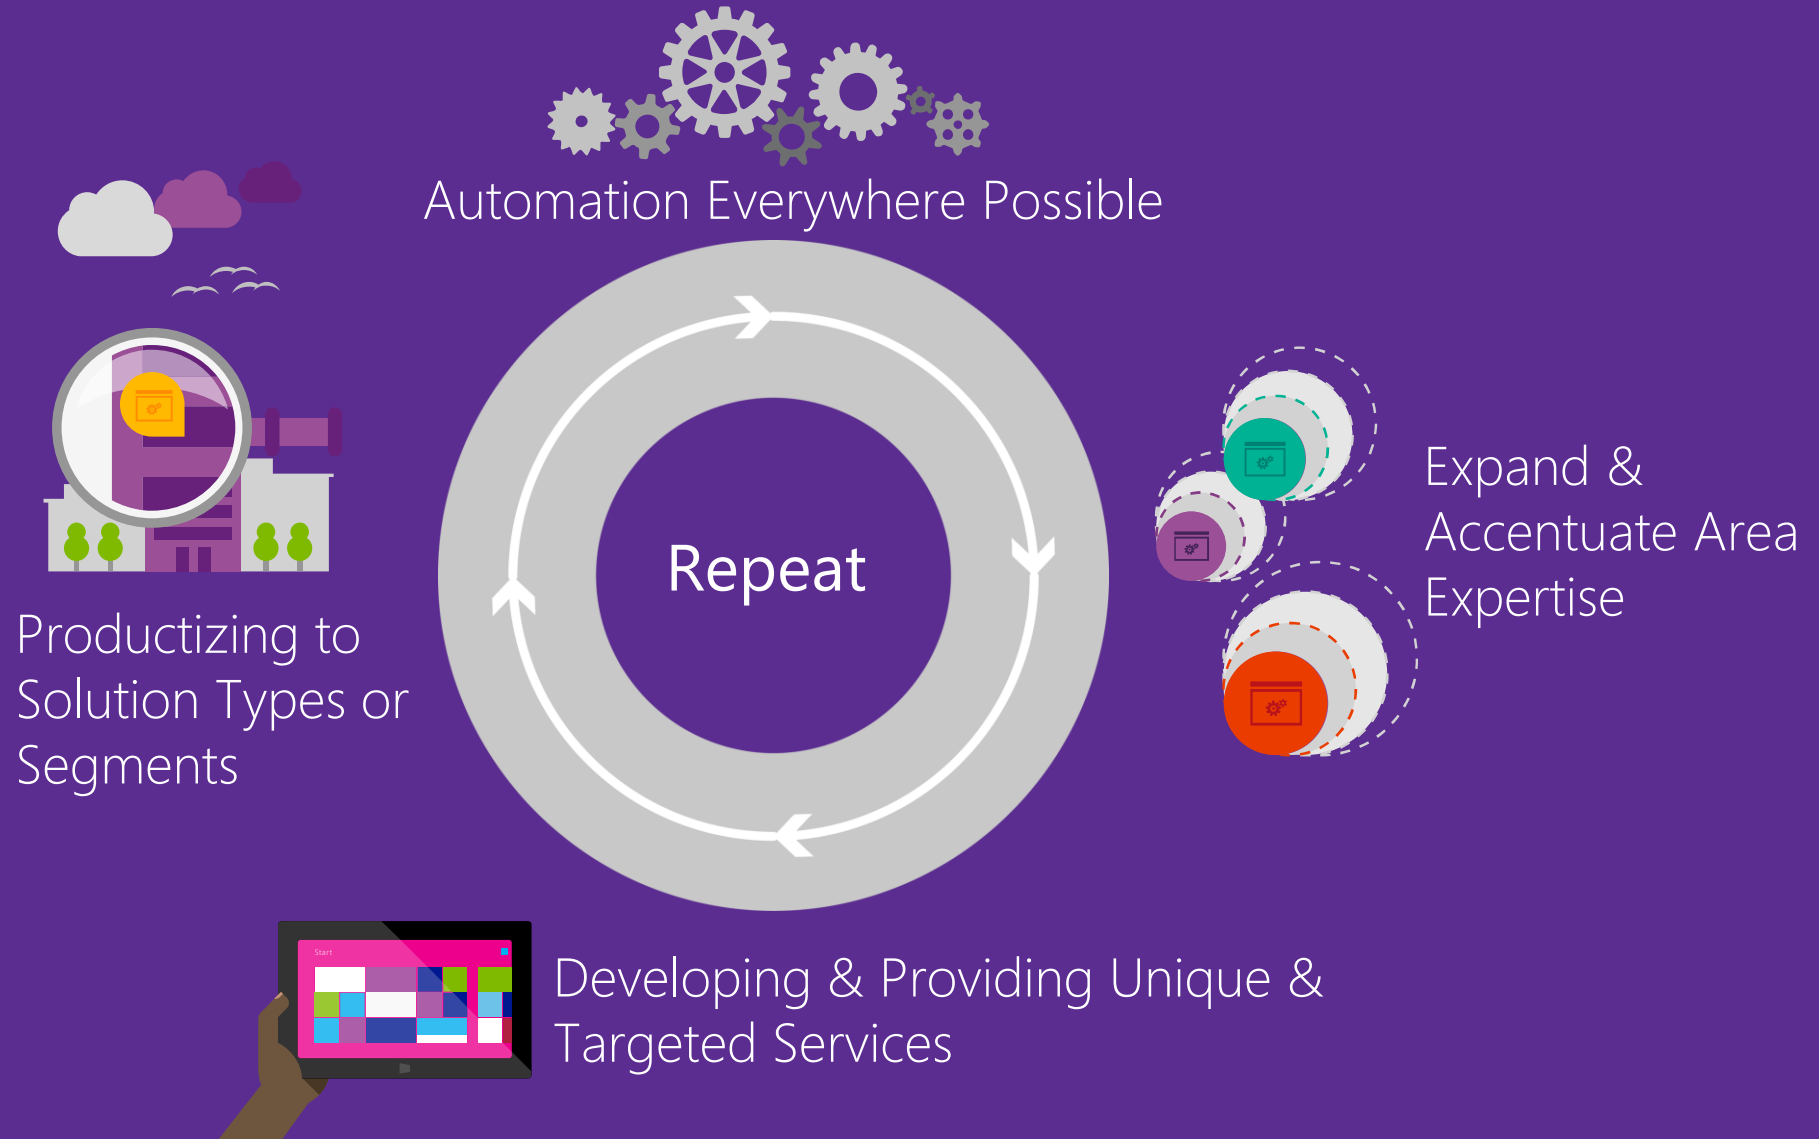 Automation Everywhere Possible
Repeat
Expand &
Accentuate Area
Expertise
Productizing to
Solution Types or
Segments
Start
Developing & Providing Unique &
Targeted Services